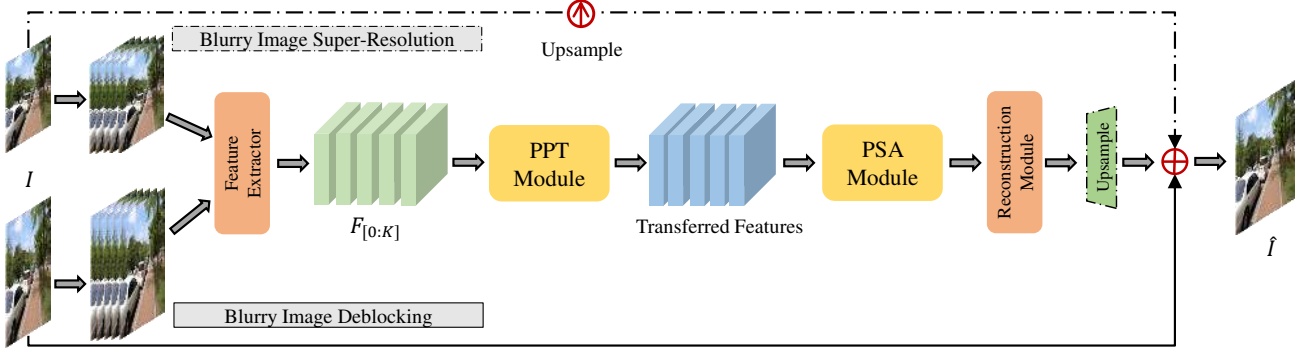 Blurry Image Super-Resolution
Upsample
I
Feature
Extractor
F[0:K]
PPT
Module
Transferred Features
PSA
Module
Reconstruction
Module
Upsample
Î
Blurry Image Deblocking